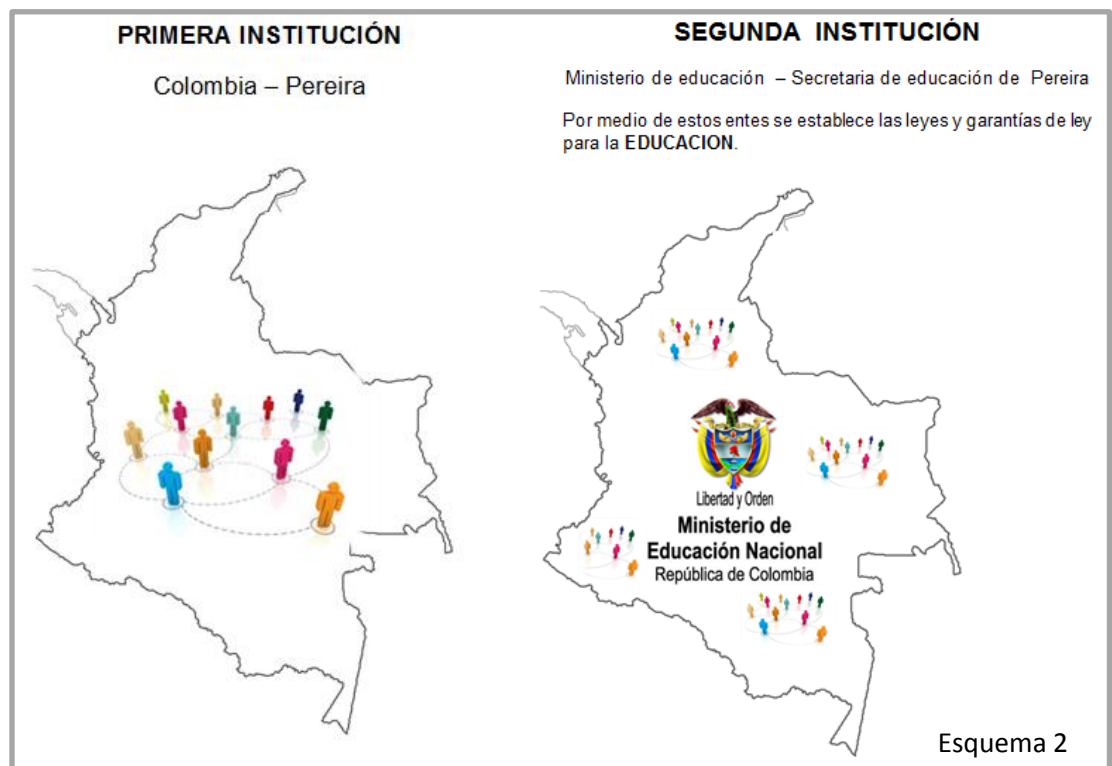 PRIMERA INSTITUCIÓN
Colombia – Pereira
SEGUNDA INSTITUCIÓN
Ministerio de educación – Secretaria de educación de Pereira
Por medio de estos entes se establece las leyes y garantías de ley
para la EDUCACION.
Libertad y Orden
Ministerio de
Educación Nacional
República de Colombia
Esquema 2